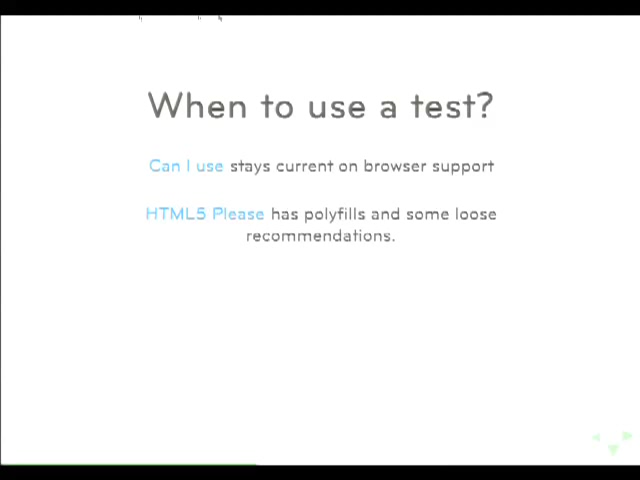 When to use a test?
Can I use stays current on browser support
HTML5 Please has polyfills and some loose
recommendations.